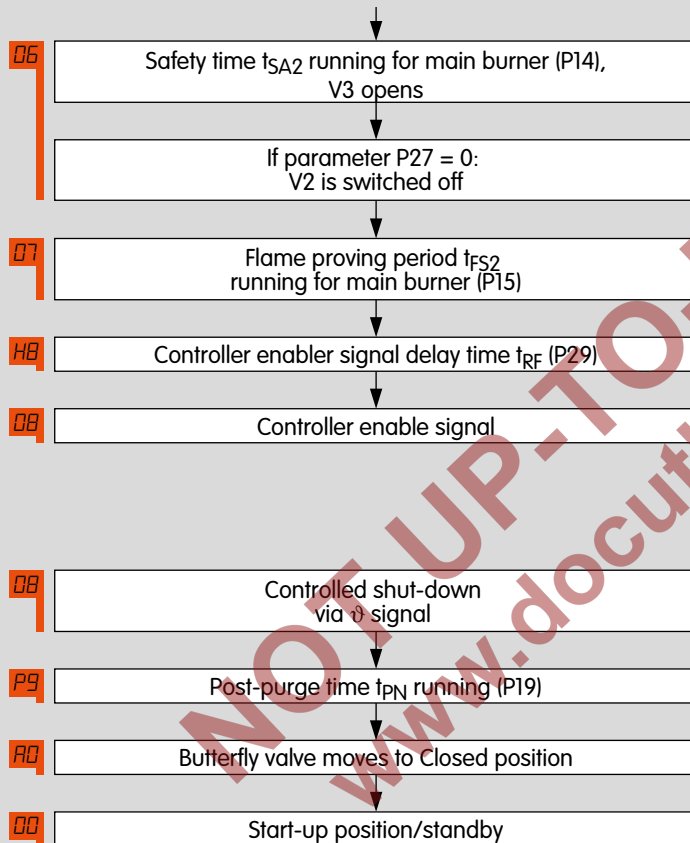 06
Safety time tSA2 running for main burner (P14),
V3 opens
If parameter P27 = 0:
V2 is switched off
07
Flame proving period tFS2
running for main burner (P15)
H8
Controller enabler signal delay time tRF (P29)
08
Controller enable signal
08
Controlled shut-down
via ϑ signal
P9
Post-purge time tPN running (P19)
A0
Butterfly valve moves to Closed position
00
Start-up position/standby
NOT UP-TO-
www.docut